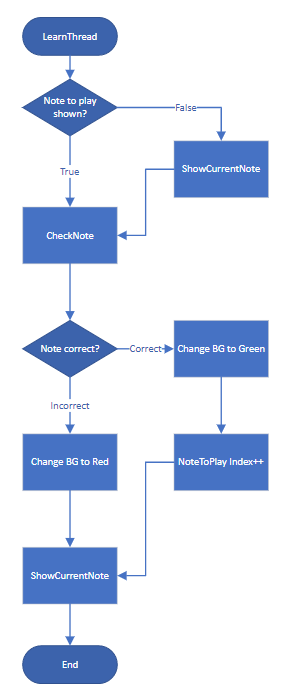 LearnThread
Note to play
shown?
False
True
ShowCurrentNote
CheckNote
Note correct?
Correct
Change BG to Green
Incorrect
Change BG to Red
NoteToPlay Index++
ShowCurrentNote
End